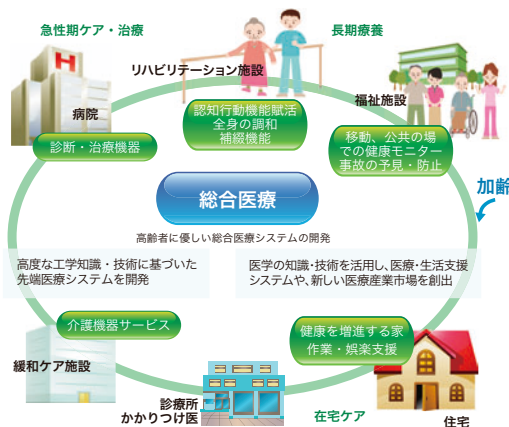 急性期ケア・治療
長期療養
リハビリテーション施設
H
病院
福祉施設
認知行動機能賦活
全身の調和
補綴機能
診断・治療機器
移動、公共の場
での健康モニター
事故の予見・防止
加齢
総合医療
高齢者に優しい総合医療システムの開発
高度な工学知識・技術に基づいた
先端医療システムを開発
医学の知識・技術を活用し、医療・生活支援
システムや、新しい医療産業市場を創出
介護機器サービス
健康を増進する家
作業・娯楽支援
緩和ケア施設
診療所
かかりつけ医
在宅ケア
住宅